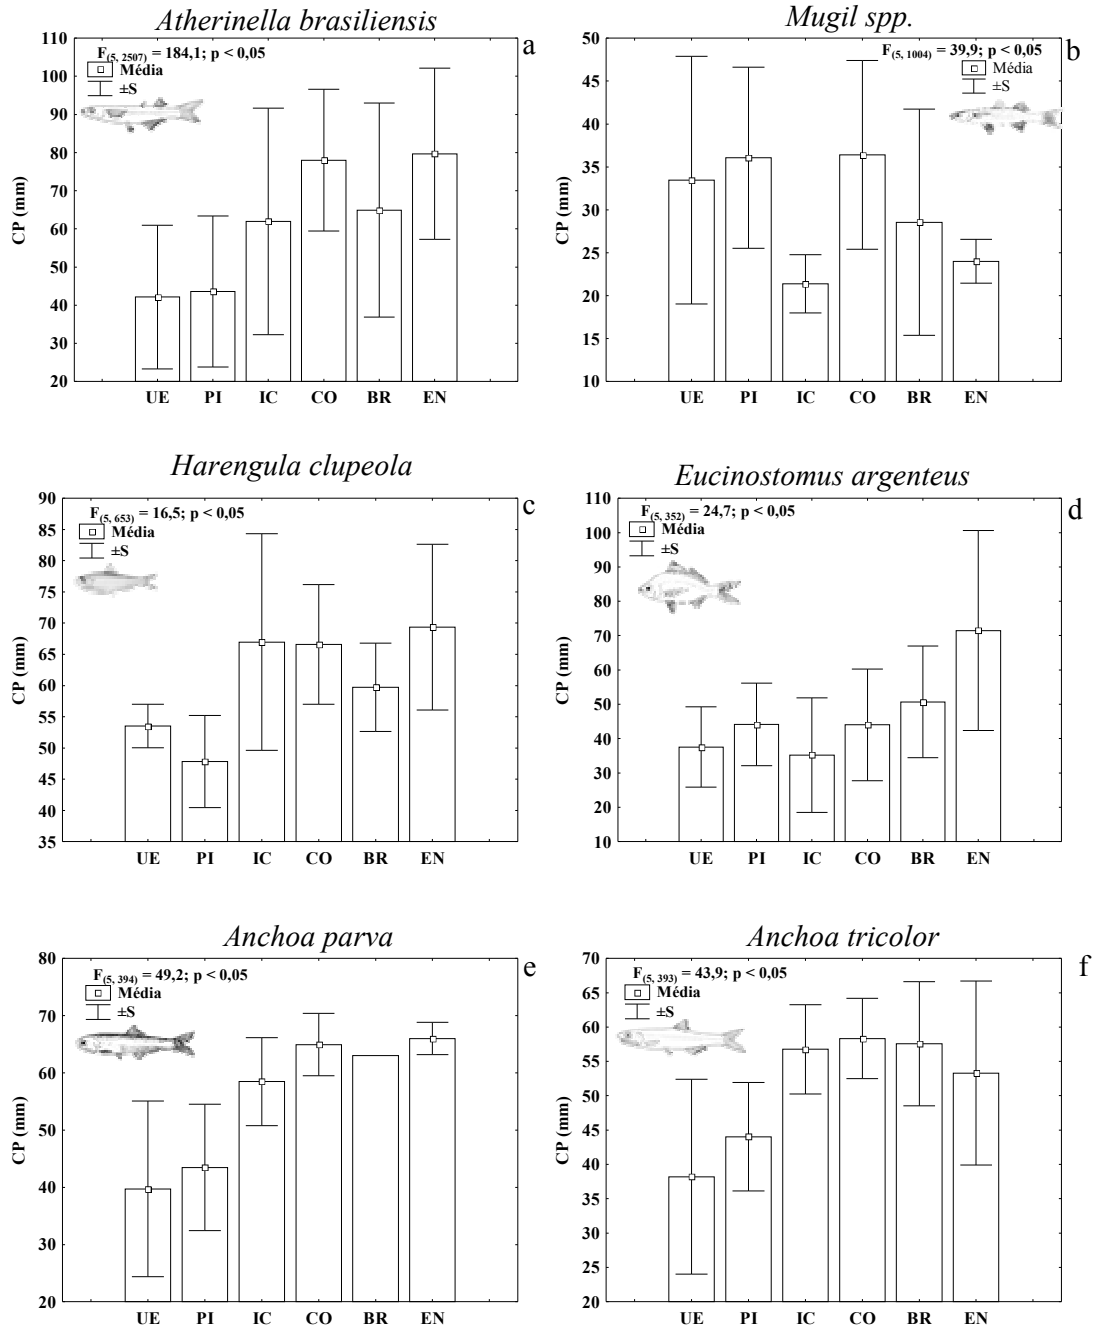 Atherinella brasiliensis
a
F(5, 2507) = 184,1; p < 0,05
Média
±S
CP (mm)
110
100
90
80
70
60
50
40
30
20
UE PI IC CO BR EN
Mugil spp.
b
F(5, 1004) = 39,9; p < 0,05
Média
±S
CP (mm)
50
45
40
35
30
25
20
15
10
UE PI IC CO BR EN
Harengula clupeola
c
F(5, 653) = 16,5; p < 0,05
Média
±S
CP (mm)
90
85
80
75
70
65
60
55
50
45
40
35
UE PI IC CO BR EN
Eucinostomus argenteus
d
F(5, 352) = 24,7; p < 0,05
Média
±S
CP (mm)
110
100
90
80
70
60
50
40
30
20
10
UE PI IC CO BR EN
Anchoa parva
e
F(5, 394) = 49,2; p < 0,05
Média
±S
CP (mm)
80
70
60
50
40
30
20
UE PI IC CO BR EN
Anchoa tricolor
f
F(5, 393) = 43,9; p < 0,05
Média
±S
CP (mm)
70
65
60
55
50
45
40
35
30
25
20
UE PI IC CO BR EN